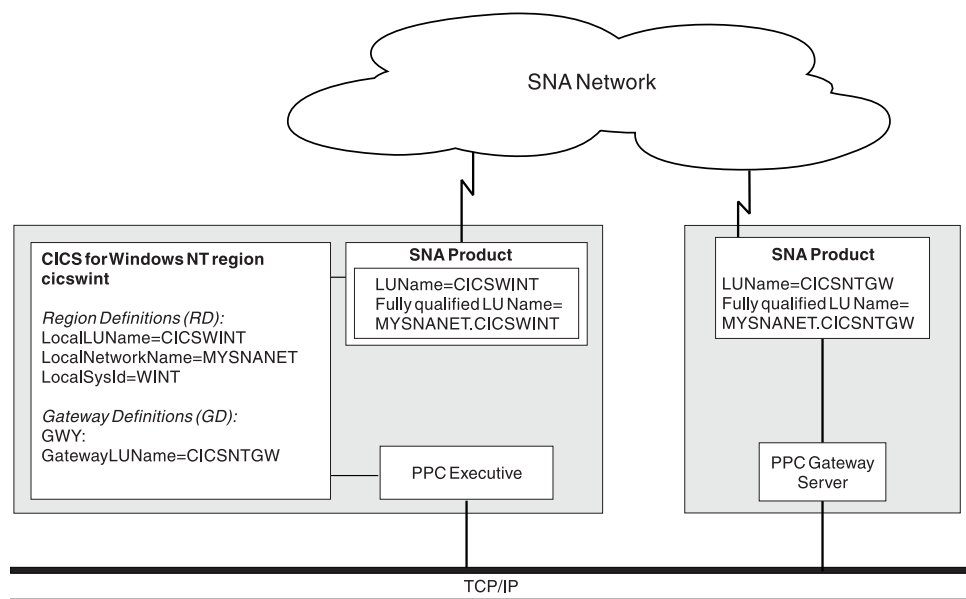 SNA Network
CICS for Windows NT region
cicswint
Region Definitions (RD):
LocalLUName=CICSWINT
LocalNetworkName=MYSNANET
LocalSysId=WINT
Gateway Definitions (GD):
GWY:
GatewayLUName=CICSNTGW
SNA Product
LUName=CICSWINT
Fully qualified LU Name=
MYSNANET.CICSWINT
PPC Executive
SNA Product
LUName=CICSNTGW
Fully qualified LU Name=
MYSNANET.CICSNTGW
PPC Gateway
Server
TCP/IP